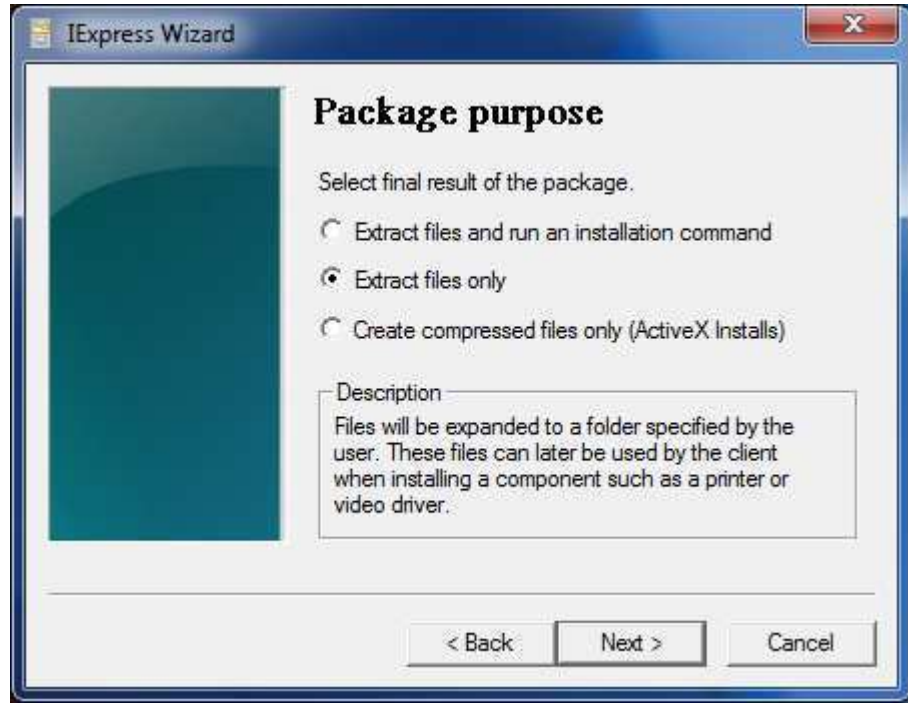 IExpress Wizard
Package purpose
Select final result of the package.
Extract files and run an installation command
Extract files only
Create compressed files only (ActiveX Installs)
Description
Files will be expanded to a folder specified by the
user. These files can later be used by the client
when installing a component such as a printer or
video driver.
< Back Next > Cancel